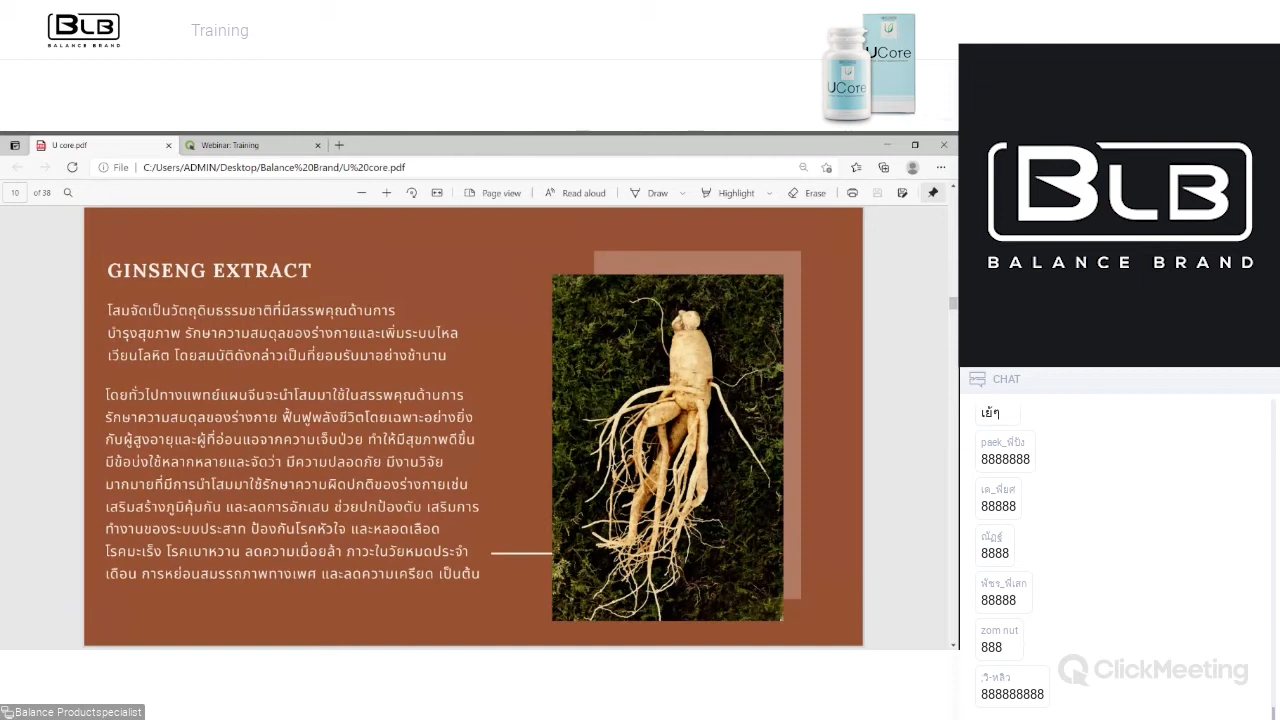 BLB
BALANCE BRAND
Training
UCore
UCore
U core.pdf
Webinar: Training
File
C:/Users/ADMIN/Desktop/Balance%20Brand/U%20core.pdf
10
of 38
Page view
Read aloud
Draw
Highlight
Erase
GINSENG EXTRACT
โสมจัดเป็นวัตถุดิบธรรมชาติที่มีสรรพคุณด้านการ
บำรุงสุขภาพ รักษาความสมดุลของร่างกายและเพิ่มระบบไหล
เวียนโลหิต โดยสมบัติดังกล่าวเป็นที่ยอมรับมาอย่างช้านาน
โดยทั่วไปทางแพทย์แผนจีนจะนำโสมมาใช้ในสรรพคุณด้านการ
รักษาความสมดุลของร่างกาย ฟื้นฟูพลังชีวิตโดยเฉพาะอย่างยิ่ง
กับผู้สูงอายุและผู้ที่อ่อนแอจากความเจ็บป่วย ทำให้มีสุขภาพดีขึ้น
มีข้อบ่งใช้หลากหลายและจัดว่า มีความปลอดภัย มีงานวิจัย
มากมายที่มีการนำโสมมาใช้รักษาความผิดปกติของร่างกายเช่น
เสริมสร้างภูมิคุ้มกัน และลดการอักเสบ ช่วยปกป้องตับ เสริมการ
ทำงานของระบบประสาท ป้องกันโรคหัวใจ และหลอดเลือด
โรคมะเร็ง โรคเบาหวาน ลดความเมื่อยล้า ภาวะในวัยหมดประจำ
เดือน การหย่อนสมรรถภาพทางเพศ และลดความเครียด เป็นต้น
BLB
BALANCE BRAND
CHAT
เย้ๆ
paek_พี่ปัง
8888888
เด_พี่ยศ
88888
ณัฏฐ์
8888
พัชร_พี่เสก
88888
zom nut
888
,วิ-หลิว
888888888
ClickMeeting
Balance Productspecialist